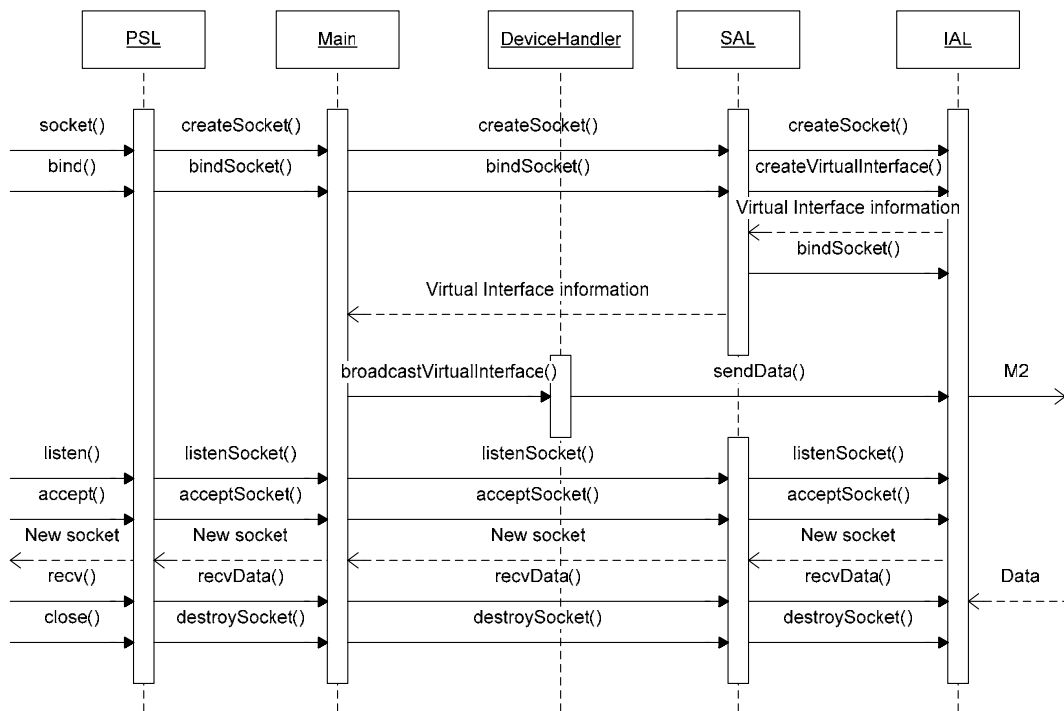 PSL Main DeviceHandler SAL IAL
socket() createSocket() createSocket() createSocket()
bind() bindSocket() bindSocket() createVirtualInterface()
Virtual Interface information
bindSocket()
Virtual Interface information
broadcastVirtualInterface() sendData() M2
listen() listenSocket() listenSocket() listenSocket()
accept() acceptSocket() acceptSocket() acceptSocket()
New socket New socket New socket New socket
recv() recvData() recvData() recvData() Data
close() destroySocket() destroySocket() destroySocket()